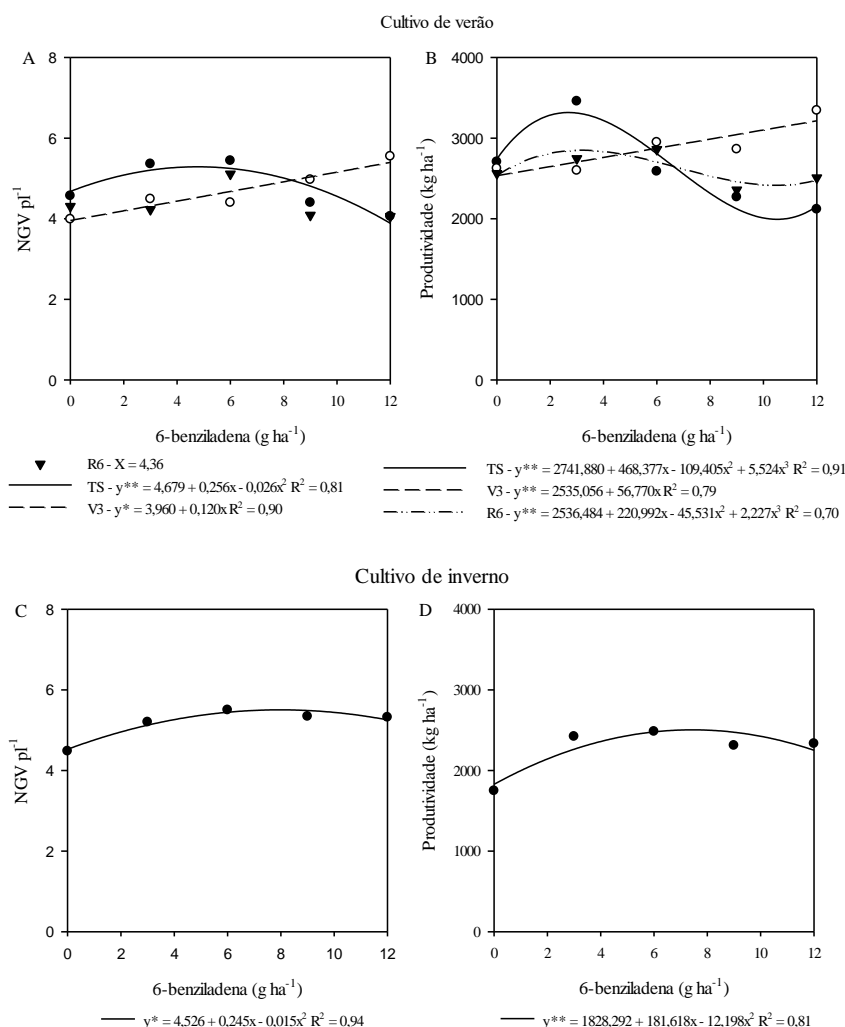 Cultivo de verão
A
8
6
4
2
0
NGV pl⁻¹
0 2 4 6 8 10 12
6-benziladena (g ha⁻¹)
B
4000
3000
2000
1000
0
Produtividade (kg ha⁻¹)
0 2 4 6 8 10 12
6-benziladena (g ha⁻¹)
R6 - X = 4,36
TS - y** = 4,679 + 0,256x - 0,026x² R² = 0,81
V3 - y* = 3,960 + 0,120x R² = 0,90
TS - y** = 2741,880 + 468,377x - 109,405x² + 5,524x³ R² = 0,91
V3 - y** = 2535,056 + 56,770x R² = 0,79
R6 - y** = 2536,484 + 220,992x - 45,531x² + 2,227x³ R² = 0,70
Cultivo de inverno
C
8
6
4
2
0
NGV pl⁻¹
0 2 4 6 8 10 12
6-benziladena (g ha⁻¹)
y* = 4,526 + 0,245x - 0,015x² R² = 0,94
D
4000
3000
2000
1000
0
Produtividade (kg ha⁻¹)
0 2 4 6 8 10 12
6-benziladena (g ha⁻¹)
y** = 1828,292 + 181,618x - 12,198x² R² = 0,81